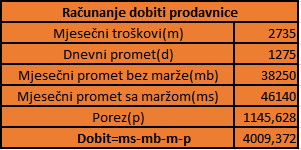 Računanje dobiti prodavnice
Mjesečni troškovi(m) 2735
Dnevni promet(d) 1275
Mjesečni promet bez marže(mb) 38250
Mjesečni promet sa maržom(ms) 46140
Porez(p) 1145,628
Dobit=ms-mb-m-p 4009,372